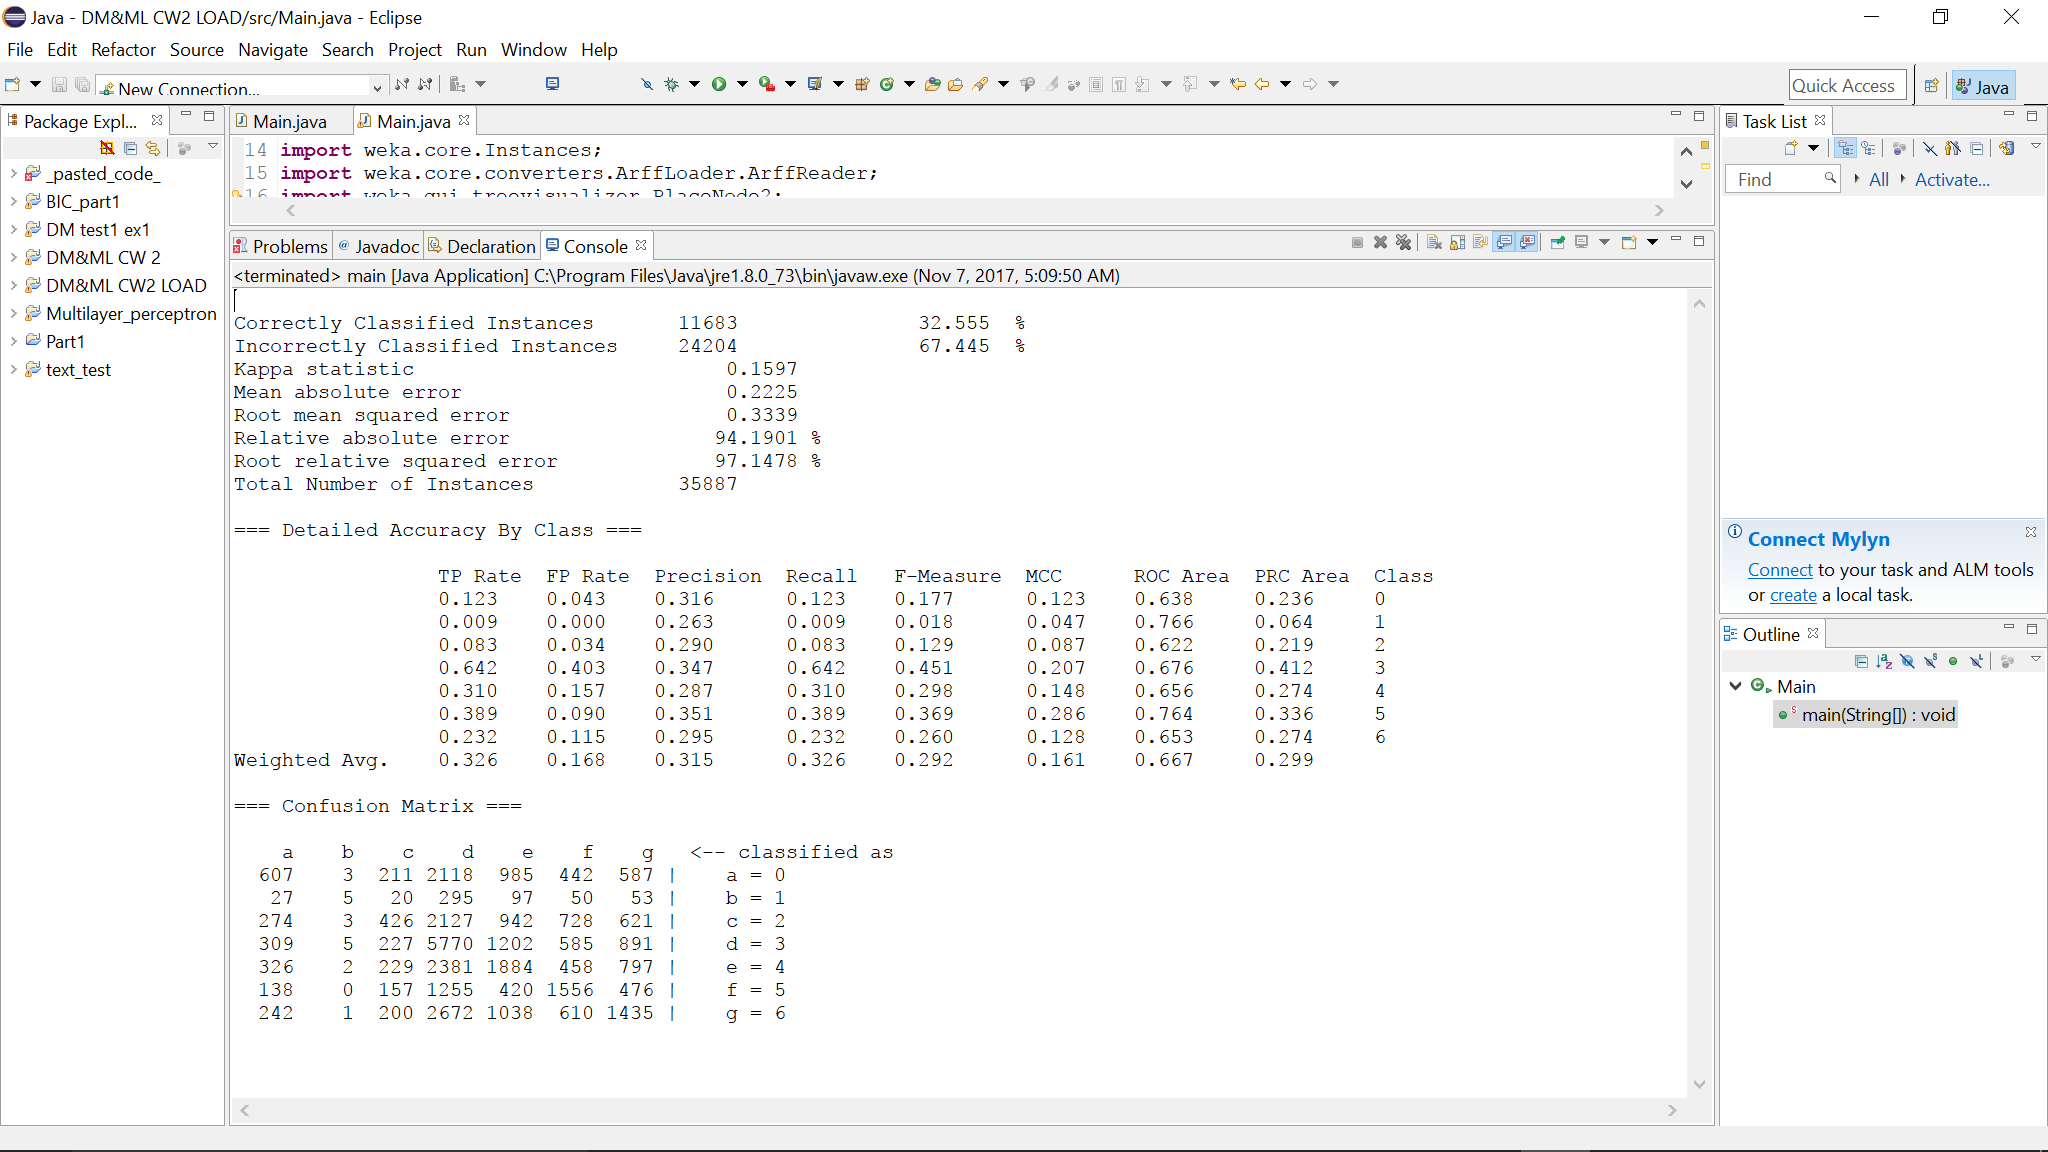 Java - DM&ML CW2 LOAD/src/Main.java - Eclipse
File Edit Refactor Source Navigate Search Project Run Window Help
New Connection...
Quick Access
Java
Package Expl...
_pasted_code_
BIC_part1
DM test1 ex1
DM&ML CW 2
DM&ML CW2 LOAD
Multilayer_perceptron
Part1
text_test
Main.java Main.java
14 import weka.core.Instances;
15 import weka.core.converters.ArffLoader.ArffReader;
16 import weka.gui.treevisualizer.PlaceNode2;
Problems Javadoc Declaration Console
<terminated> main [Java Application] C:\Program Files\Java\jre1.8.0_73\bin\javaw.exe (Nov 7, 2017, 5:09:50 AM)
Correctly Classified Instances 11683 32.555 %
Incorrectly Classified Instances 24204 67.445 %
Kappa statistic 0.1597
Mean absolute error 0.2225
Root mean squared error 0.3339
Relative absolute error 94.1901 %
Root relative squared error 97.1478 %
Total Number of Instances 35887
=== Detailed Accuracy By Class ===
TP Rate FP Rate Precision Recall F-Measure MCC ROC Area PRC Area Class
0.123 0.043 0.316 0.123 0.177 0.123 0.638 0.236 0
0.009 0.000 0.263 0.009 0.018 0.047 0.766 0.064 1
0.083 0.034 0.290 0.083 0.129 0.087 0.622 0.219 2
0.642 0.403 0.347 0.642 0.451 0.207 0.676 0.412 3
0.310 0.157 0.287 0.310 0.298 0.148 0.656 0.274 4
0.389 0.090 0.351 0.389 0.369 0.286 0.764 0.336 5
0.232 0.115 0.295 0.232 0.260 0.128 0.653 0.274 6
Weighted Avg. 0.326 0.168 0.315 0.326 0.292 0.161 0.667 0.299
=== Confusion Matrix ===
a b c d e f g <-- classified as
607 3 211 2118 985 442 587 | a = 0
27 5 20 295 97 50 53 | b = 1
274 3 426 2127 942 728 621 | c = 2
309 5 227 5770 1202 585 891 | d = 3
326 2 229 2381 1884 458 797 | e = 4
138 0 157 1255 420 1556 476 | f = 5
242 1 200 2672 1038 610 1435 | g = 6
Task List
Find All Activate...
Connect Mylyn
Connect to your task and ALM tools
or create a local task.
Outline
Main
main(String[]) : void